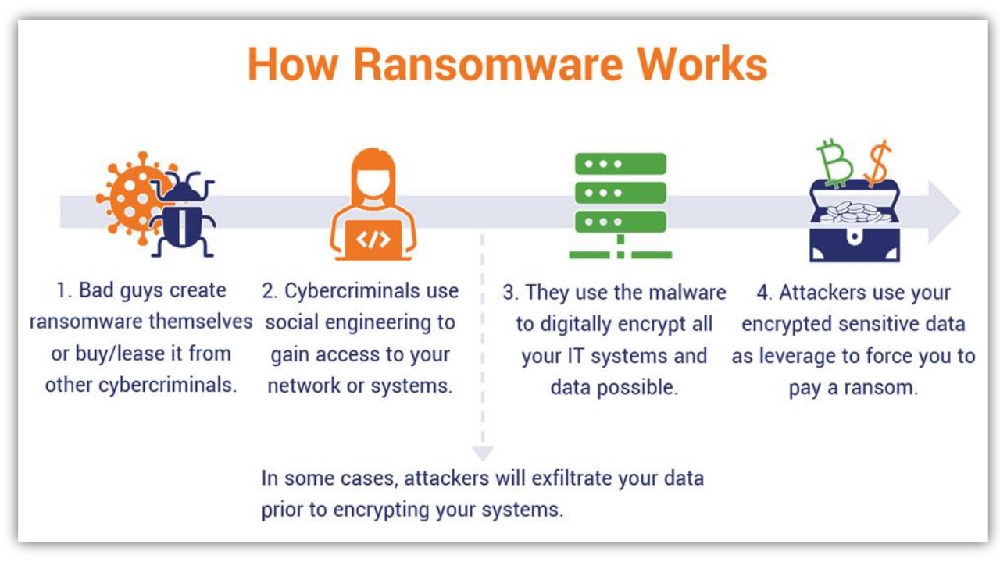 How Ransomware Works
</>
1. Bad guys create
ransomware themselves
or buy/lease it from
other cybercriminals.
2. Cybercriminals use
social engineering to
gain access to your
network or systems.
3. They use the malware
to digitally encrypt all
your IT systems and
data possible.
4. Attackers use your
encrypted sensitive data
as leverage to force you to
pay a ransom.
In some cases, attackers will exfiltrate your data
prior to encrypting your systems.